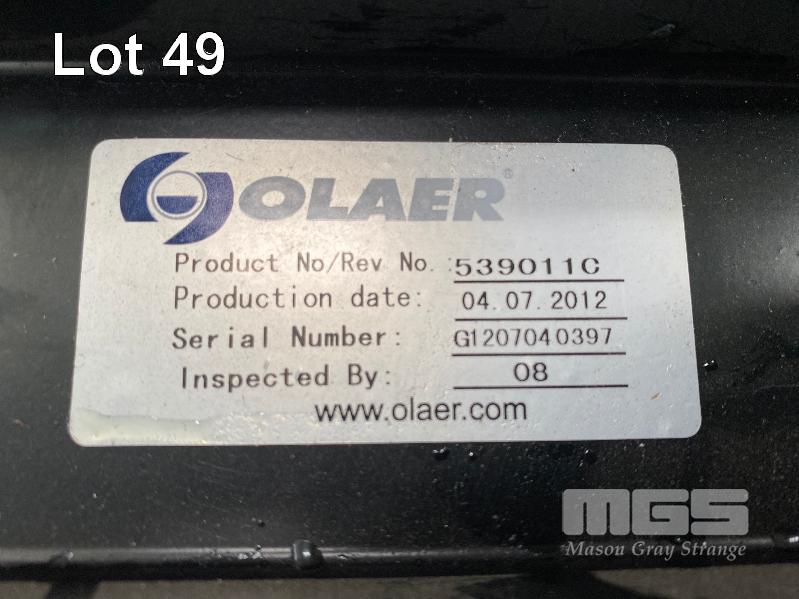 Lot 49
OLAER®
Product No/Rev No.:539011C
Production date: 04.07.2012
Serial Number: G1207040397
Inspected By: 08
www.olaer.com
MGS
Mason Gray Strange